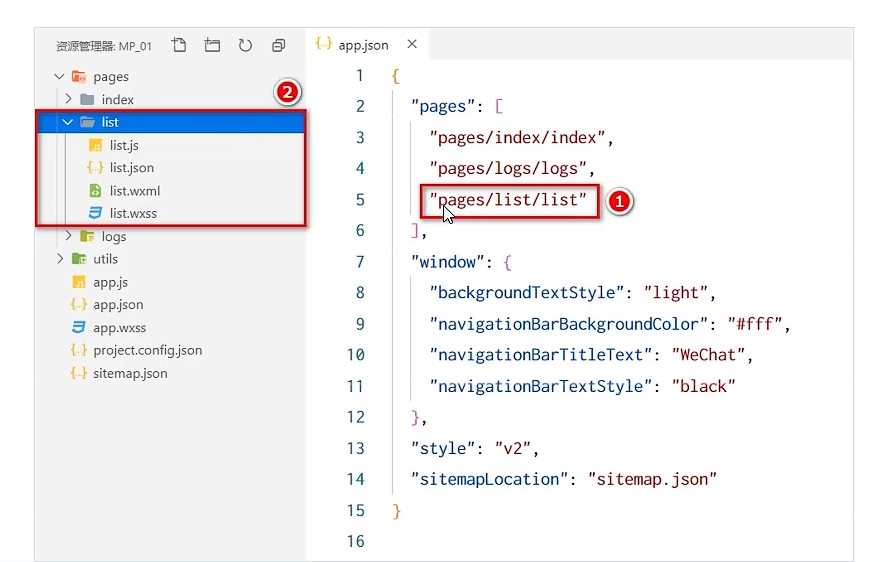 资源管理器: MP_01
pages
index
list
list.js
list.json
list.wxml
list.wxss
logs
utils
app.js
app.json
app.wxss
project.config.json
sitemap.json
2
app.json
1 {
2 "pages": [
3 "pages/index/index",
4 "pages/logs/logs",
5 "pages/list/list"
1
6 ],
7 "window": {
8 "backgroundTextStyle": "light",
9 "navigationBarBackgroundColor": "#fff",
10 "navigationBarTitleText": "WeChat",
11 "navigationBarTextStyle": "black"
12 },
13 "style": "v2",
14 "sitemapLocation": "sitemap.json"
15 }
16